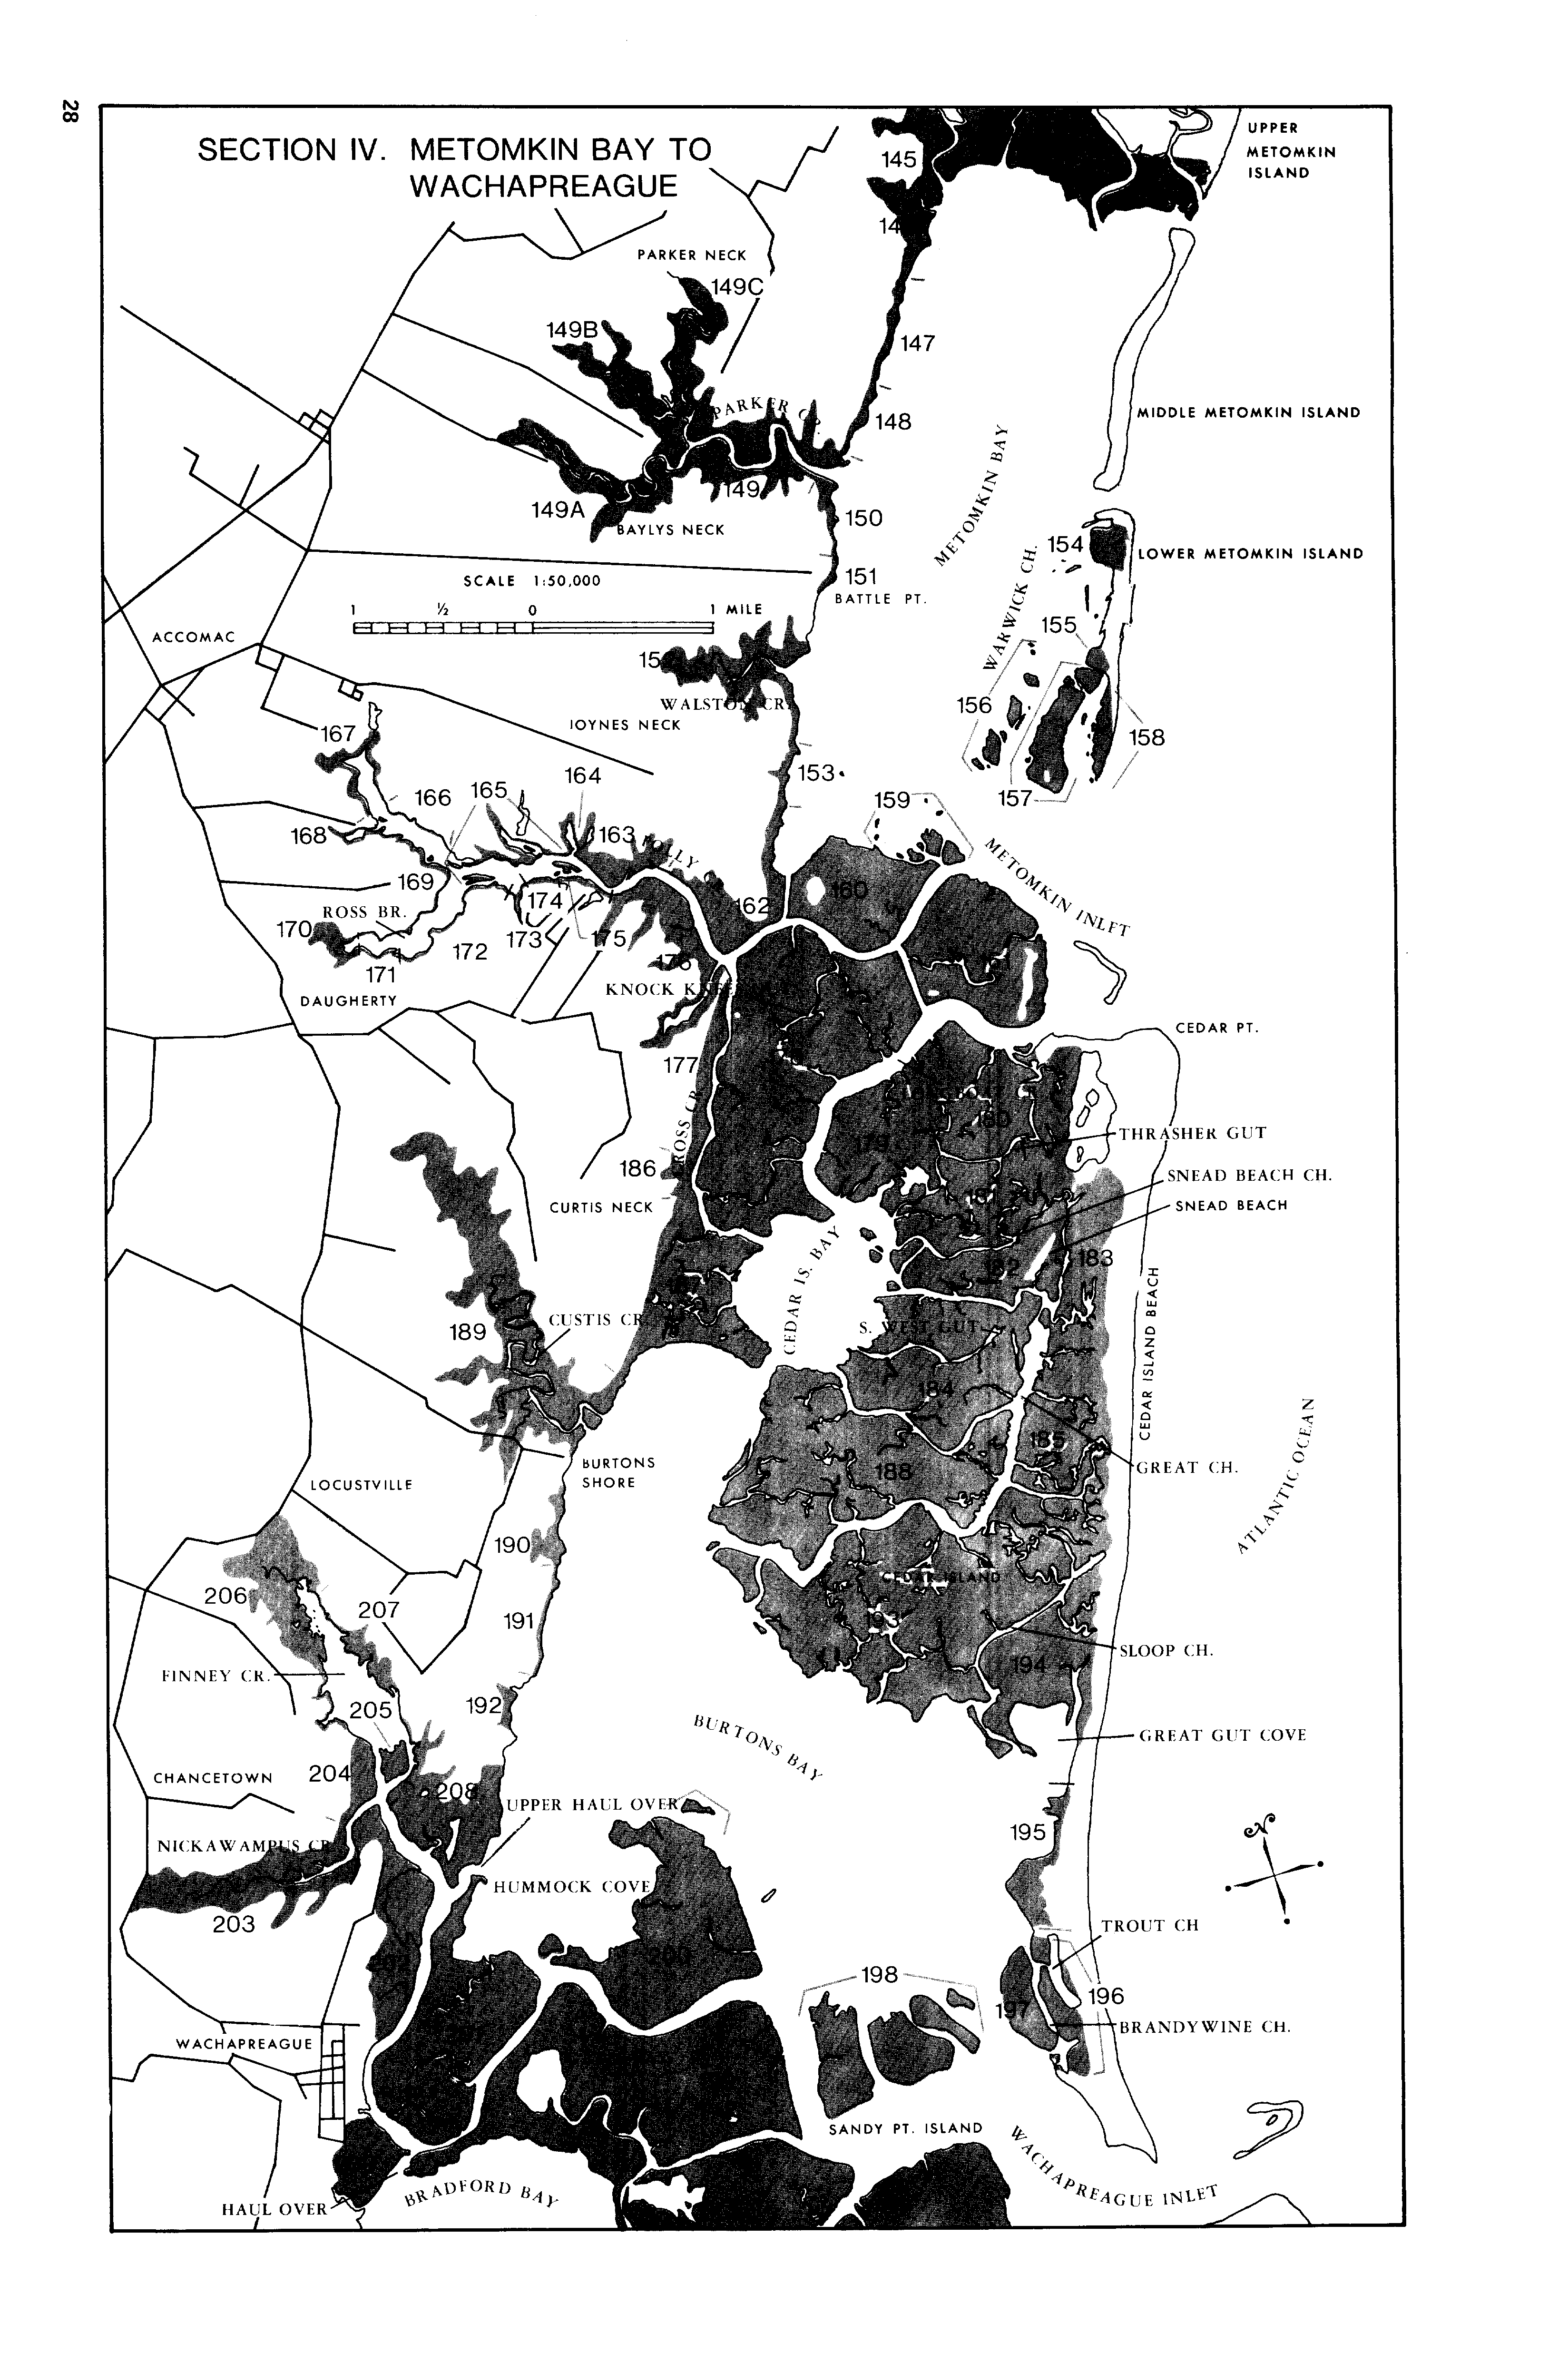 28
SECTION IV. METOMKIN BAY TO
WACHAPREAGUE
UPPER
METOMKIN
ISLAND
145
PARKER NECK
149C
149B
147
PARKER CR.
MIDDLE METOMKIN ISLAND
148
METOMKIN BAY
149
149A
BAYLYS NECK
150
154
LOWER METOMKIN ISLAND
WARWICK CH.
SCALE 1:50,000
151
BATTLE PT.
1 ½ 0 1 MILE
ACCOMAC
155
WALSTON CR.
156
JOYNES NECK
167
158
153
164
157
166
165
159
168
163
FOLLY
METOMKIN INLET
169
160
174
162
ROSS BR.
170
173
175
172
176
171
KNOCK KNEE
DAUGHERTY
CEDAR PT.
177
180
179
THRASHER GUT
CROSS CR.
186
SNEAD BEACH CH.
181
CURTIS NECK
SNEAD BEACH
182
183
CEDAR IS. BAY
CEDAR ISLAND BEACH
189
CUSTIS CR.
S. WEST GUT
184
185
BURTONS
SHORE
188
GREAT CH.
LOCUSTVILLE
ATLANTIC OCEAN
190
CEDAR ISLAND
206
207
191
193
SLOOP CH.
FINNEY CR.
194
192
205
BURTONS BAY
GREAT GUT COVE
CHANCETOWN
204
208
UPPER HAUL OVER
195
N
NICKAWAMPUS CR.
HUMMOCK COVE
203
TROUT CH
200
198
196
197
WACHAPREAGUE
BRANDYWINE CH.
SANDY PT. ISLAND
WACHAPREAGUE INLET
BRADFORD BAY
HAUL OVER